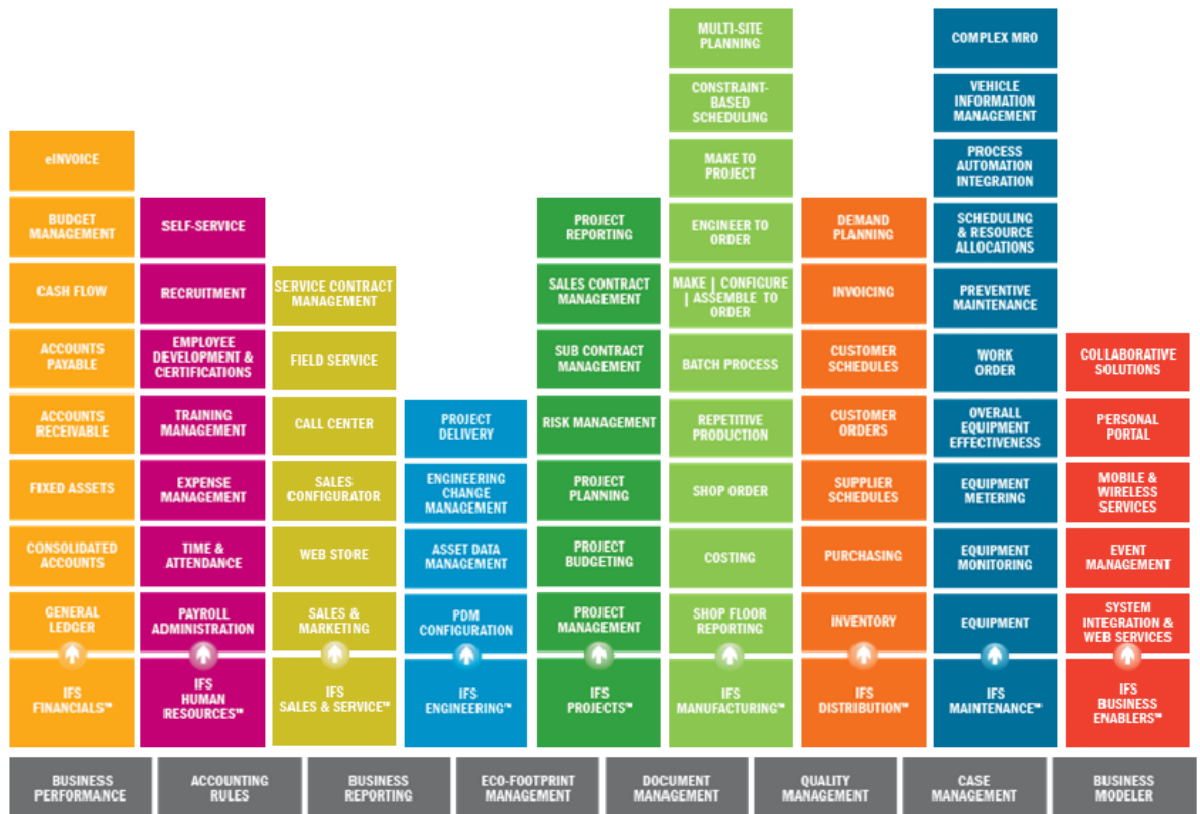 eINVOICE
BUDGET
MANAGEMENT
CASH FLOW
ACCOUNTS
PAYABLE
ACCOUNTS
RECEIVABLE
FIXED ASSETS
CONSOLIDATED
ACCOUNTS
GENERAL
LEDGER
IFS
FINANCIALS™
SELF-SERVICE
RECRUITMENT
EMPLOYEE
DEVELOPMENT &
CERTIFICATIONS
TRAINING
MANAGEMENT
EXPENSE
MANAGEMENT
TIME &
ATTENDANCE
PAYROLL
ADMINISTRATION
IFS
HUMAN
RESOURCES™
SERVICE CONTRACT
MANAGEMENT
FIELD SERVICE
CALL CENTER
SALES
CONFIGURATOR
WEB STORE
SALES &
MARKETING
IFS
SALES & SERVICE™
PROJECT
DELIVERY
ENGINEERING
CHANGE
MANAGEMENT
ASSET DATA
MANAGEMENT
PDM
CONFIGURATION
IFS
ENGINEERING™
PROJECT
REPORTING
SALES CONTRACT
MANAGEMENT
SUB CONTRACT
MANAGEMENT
RISK MANAGEMENT
PROJECT
PLANNING
PROJECT
BUDGETING
PROJECT
MANAGEMENT
IFS
PROJECTS™
MULTI-SITE
PLANNING
CONSTRAINT-
BASED
SCHEDULING
MAKE TO
PROJECT
ENGINEER TO
ORDER
MAKE | CONFIGURE
| ASSEMBLE TO
ORDER
BATCH PROCESS
REPETITIVE
PRODUCTION
SHOP ORDER
COSTING
SHOP FLOOR
REPORTING
IFS
MANUFACTURING™
DEMAND
PLANNING
INVOICING
CUSTOMER
SCHEDULES
CUSTOMER
ORDERS
SUPPLIER
SCHEDULES
PURCHASING
INVENTORY
IFS
DISTRIBUTION™
COMPLEX MRO
VEHICLE
INFORMATION
MANAGEMENT
PROCESS
AUTOMATION
INTEGRATION
SCHEDULING
& RESOURCE
ALLOCATIONS
PREVENTIVE
MAINTENANCE
WORK
ORDER
OVERALL
EQUIPMENT
EFFECTIVENESS
EQUIPMENT
METERING
EQUIPMENT
MONITORING
EQUIPMENT
IFS
MAINTENANCE™
COLLABORATIVE
SOLUTIONS
PERSONAL
PORTAL
MOBILE &
WIRELESS
SERVICES
EVENT
MANAGEMENT
SYSTEM
INTEGRATION &
WEB SERVICES
IFS
BUSINESS
ENABLERS™
BUSINESS
PERFORMANCE
ACCOUNTING
RULES
BUSINESS
REPORTING
ECO-FOOTPRINT
MANAGEMENT
DOCUMENT
MANAGEMENT
QUALITY
MANAGEMENT
CASE
MANAGEMENT
BUSINESS
MODELER